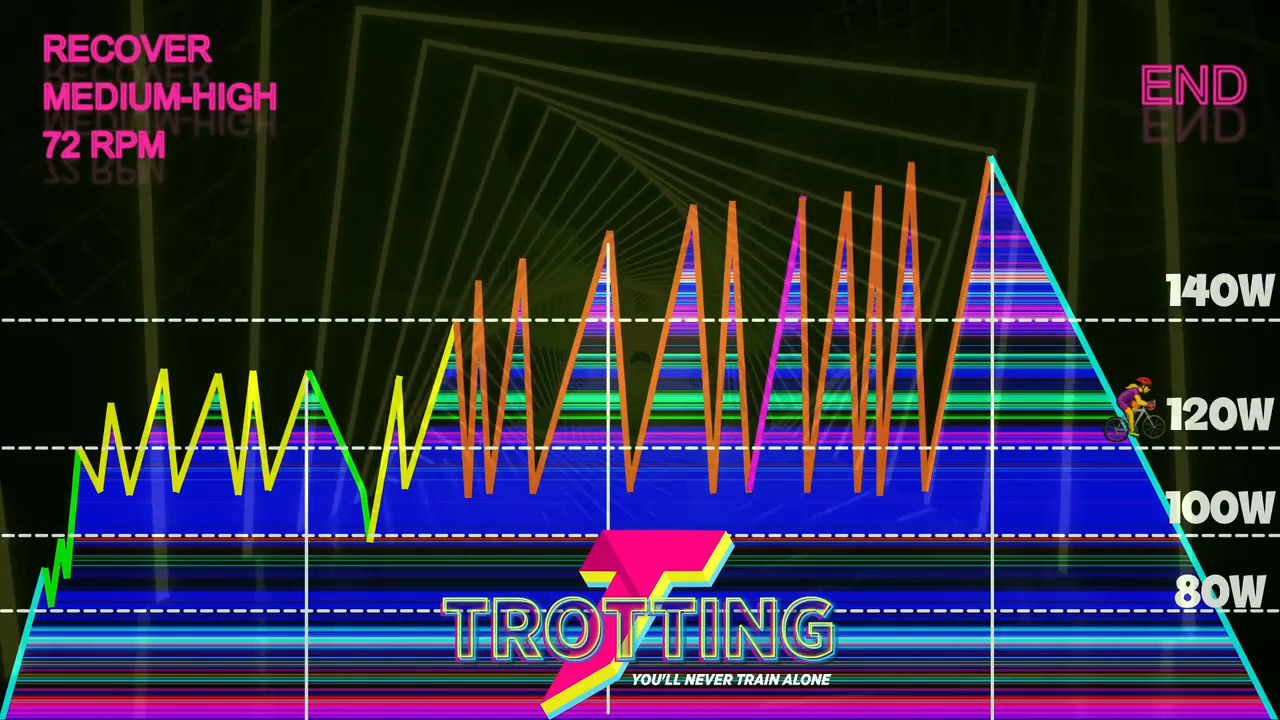 RECOVER
MEDIUM-HIGH
72 RPM
END
140W
120W
100W
80W
TROTTING
YOU'LL NEVER TRAIN ALONE